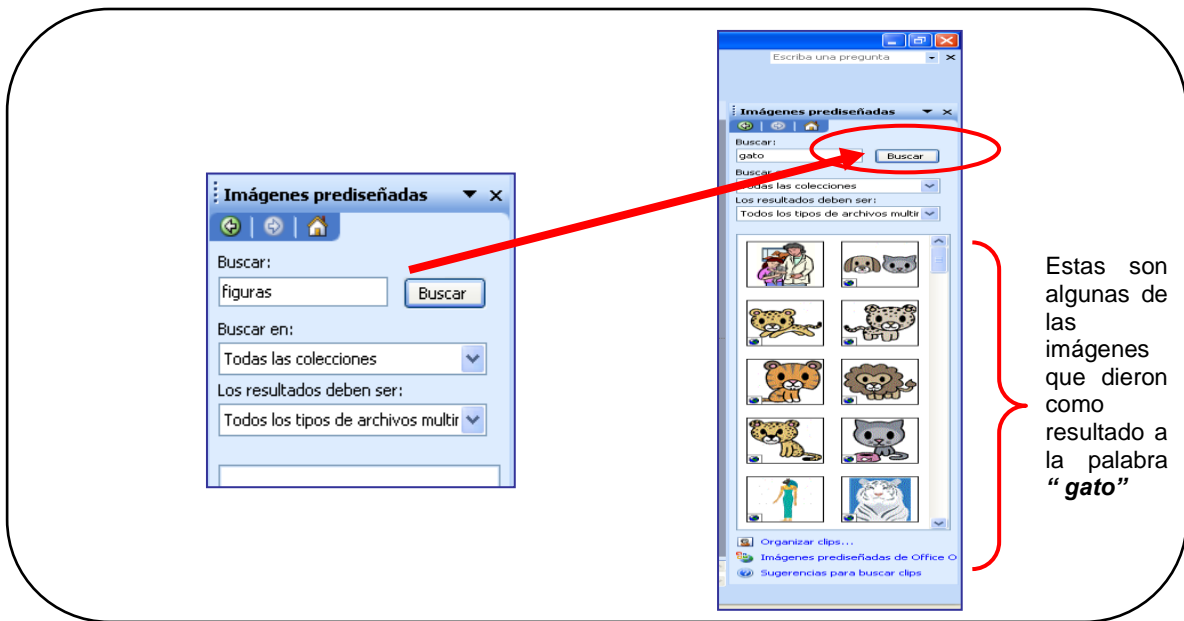 Imágenes prediseñadas
Buscar:
figuras
Buscar
Buscar en:
Todas las colecciones
Los resultados deben ser:
Todos los tipos de archivos multir
Escriba una pregunta
Imágenes prediseñadas
Buscar:
gato
Buscar
Buscar
Todas las colecciones
Los resultados deben ser:
Todos los tipos de archivos multir
Organizar clips...
Imágenes prediseñadas de Office O
Sugerencias para buscar clips
Estas son
algunas de
las
imágenes
que dieron
como
resultado a
la palabra
“ gato”